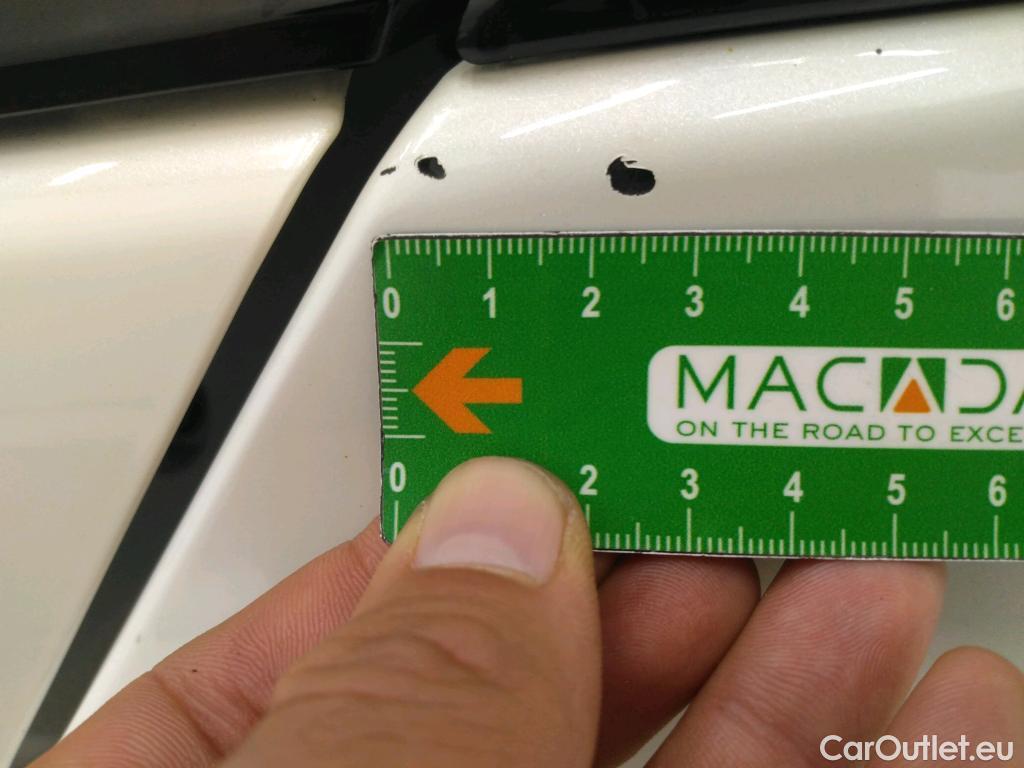 0 1 2 3 4 5 6
MACADA
ON THE ROAD TO EXCE
0 2 3 4 5 6
CarOutlet.eu